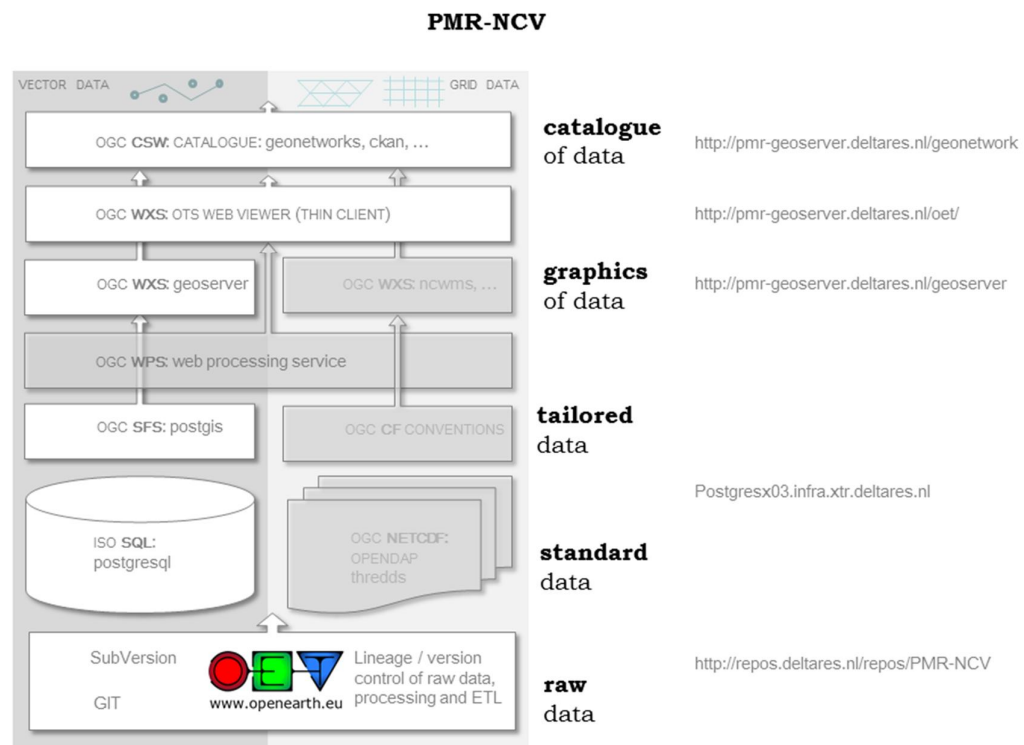 PMR-NCV
VECTOR DATA
GRID DATA
OGC CSW: CATALOGUE: geonetworks, ckan, ...
catalogue
of data
http://pmr-geoserver.deltares.nl/geonetwork
OGC WXS: OTS WEB VIEWER (THIN CLIENT)
http://pmr-geoserver.deltares.nl/oet/
OGC WXS: geoserver
OGC WXS: ncwms, ...
graphics
of data
http://pmr-geoserver.deltares.nl/geoserver
OGC WPS: web processing service
OGC SFS: postgis
OGC CF CONVENTIONS
tailored
data
Postgresx03.infra.xtr.deltares.nl
ISO SQL:
postgresql
OGC NETCDF:
OPENDAP
thredds
standard
data
SubVersion
GIT
O E T
www.openearth.eu
Lineage / version
control of raw data,
processing and ETL
raw
data
http://repos.deltares.nl/repos/PMR-NCV